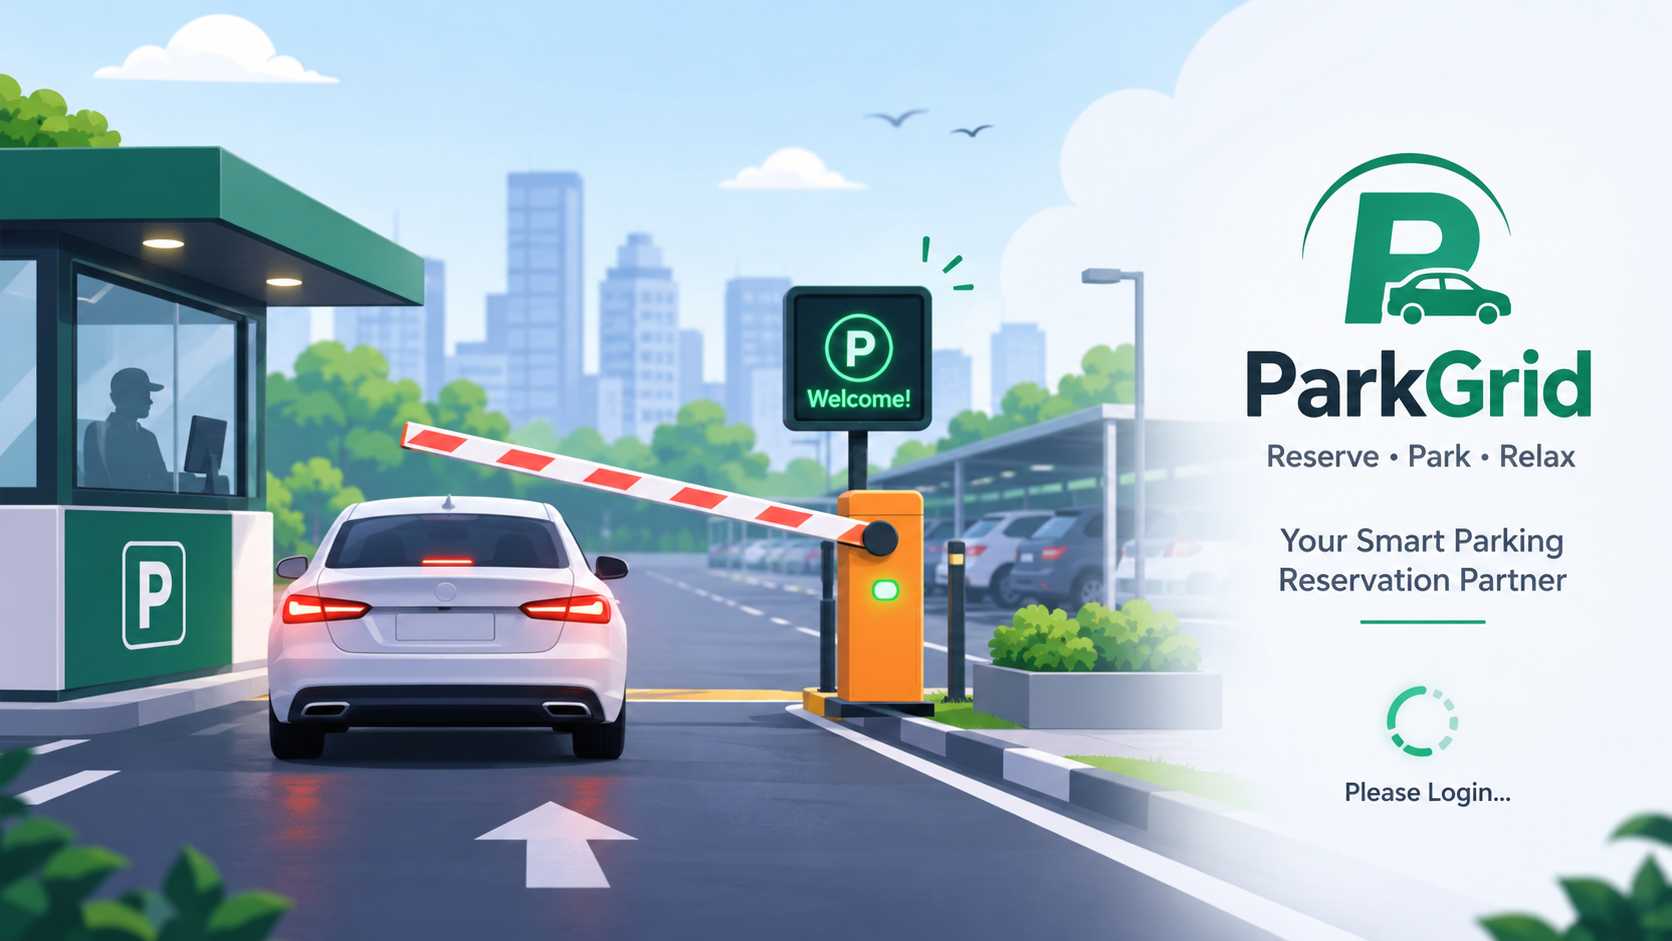 P
Welcome!
P
P
ParkGrid
Reserve • Park • Relax
Your Smart Parking
Reservation Partner
Please Login...